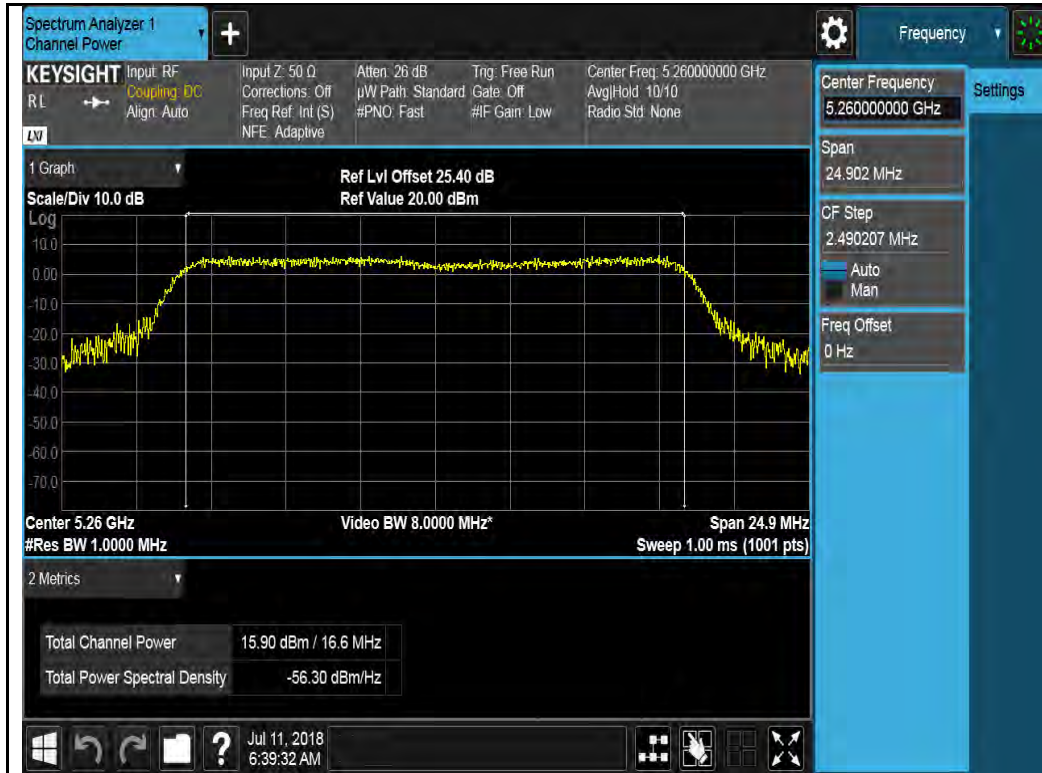 Spectrum Analyzer 1
Channel Power
+
Frequency
KEYSIGHT
RL
LXI
Input: RF
Coupling: DC
Align: Auto
Input Z: 50 Ω
Corrections: Off
Freq Ref: Int (S)
NFE: Adaptive
Atten: 26 dB
µW Path: Standard
#PNO: Fast
Trig: Free Run
Gate: Off
#IF Gain: Low
Center Freq: 5.260000000 GHz
Avg|Hold: 10/10
Radio Std: None
Center Frequency
5.260000000 GHz
Settings
Span
24.902 MHz
CF Step
2.490207 MHz
Auto
Man
Freq Offset
0 Hz
1 Graph
Ref Lvl Offset 25.40 dB
Scale/Div 10.0 dB
Ref Value 20.00 dBm
Log
10.0
0.00
-10.0
-20.0
-30.0
-40.0
-50.0
-60.0
-70.0
Center 5.26 GHz
Video BW 8.0000 MHz*
Span 24.9 MHz
#Res BW 1.0000 MHz
Sweep 1.00 ms (1001 pts)
2 Metrics
Total Channel Power
15.90 dBm / 16.6 MHz
Total Power Spectral Density
-56.30 dBm/Hz
?
Jul 11, 2018
6:39:32 AM